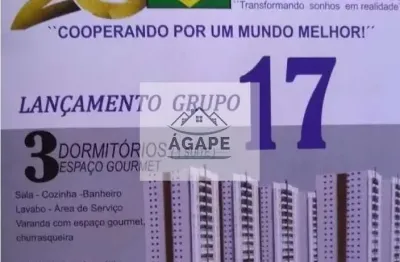 ``Transformando sonhos em realidade
``COOPERANDO POR UM MUNDO MELHOR!´´
LANÇAMENTO GRUPO 17
ÁGAPE
3 DORMITÓRIOS
ESPAÇO GOURMET
Sala - Cozinha -Banheiro
Lavabo - Área de Serviço
Varanda com espaço gourmet,
churrasqueira